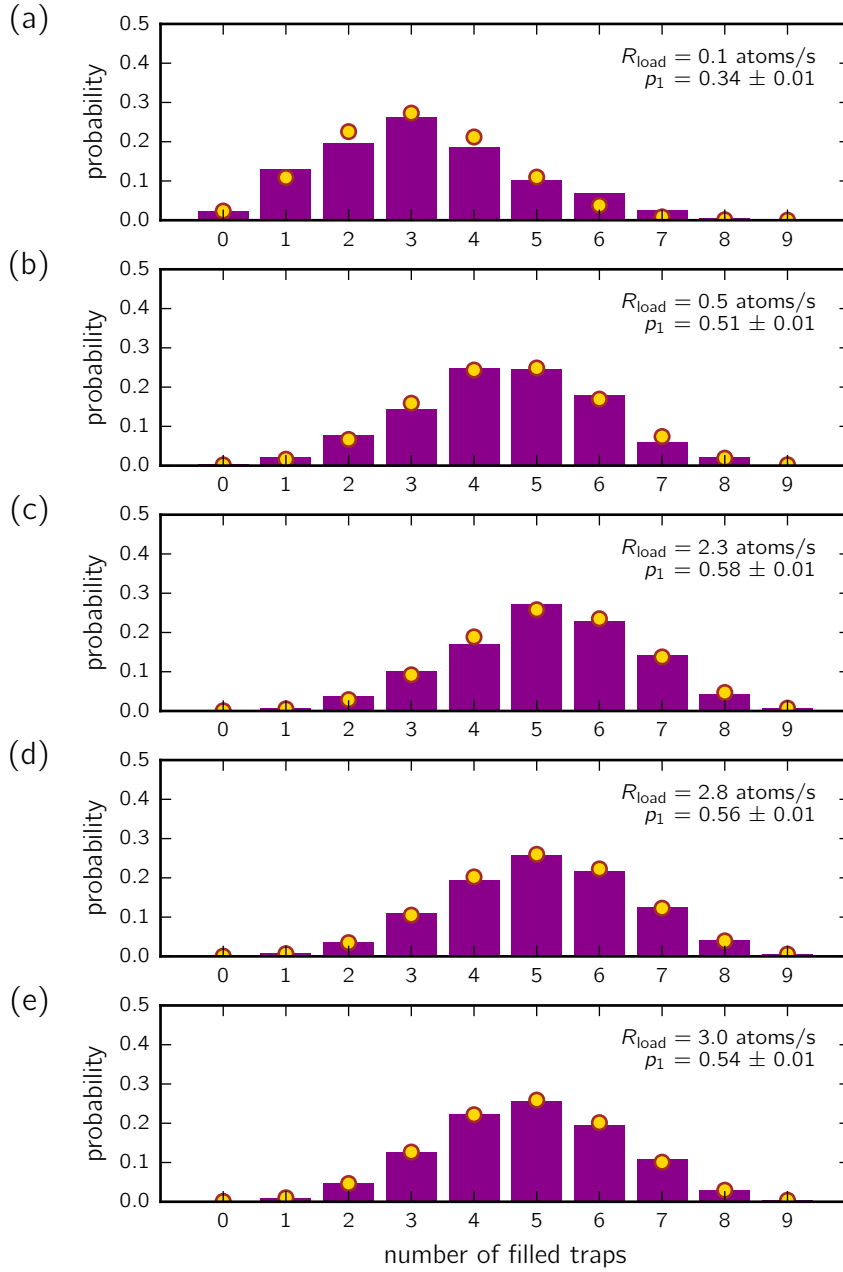 (a)
0.5
0.4
0.3
0.2
0.1
0.0
probability
R_load = 0.1 atoms/s
p₁ = 0.34 ± 0.01
0 1 2 3 4 5 6 7 8 9
(b)
0.5
0.4
0.3
0.2
0.1
0.0
probability
R_load = 0.5 atoms/s
p₁ = 0.51 ± 0.01
0 1 2 3 4 5 6 7 8 9
(c)
0.5
0.4
0.3
0.2
0.1
0.0
probability
R_load = 2.3 atoms/s
p₁ = 0.58 ± 0.01
0 1 2 3 4 5 6 7 8 9
(d)
0.5
0.4
0.3
0.2
0.1
0.0
probability
R_load = 2.8 atoms/s
p₁ = 0.56 ± 0.01
0 1 2 3 4 5 6 7 8 9
(e)
0.5
0.4
0.3
0.2
0.1
0.0
probability
R_load = 3.0 atoms/s
p₁ = 0.54 ± 0.01
0 1 2 3 4 5 6 7 8 9
number of filled traps